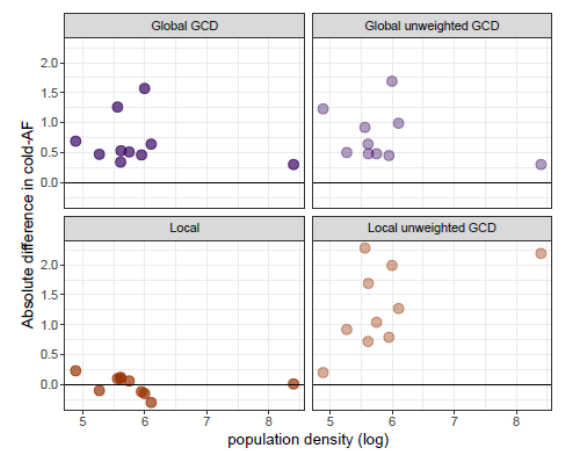 Global GCD
Global unweighted GCD
2.0
1.5
1.0
0.5
0.0
Local
Local unweighted GCD
2.0
1.5
1.0
0.5
0.0
Absolute difference in cold-AF
5 6 7 8 5 6 7 8
population density (log)